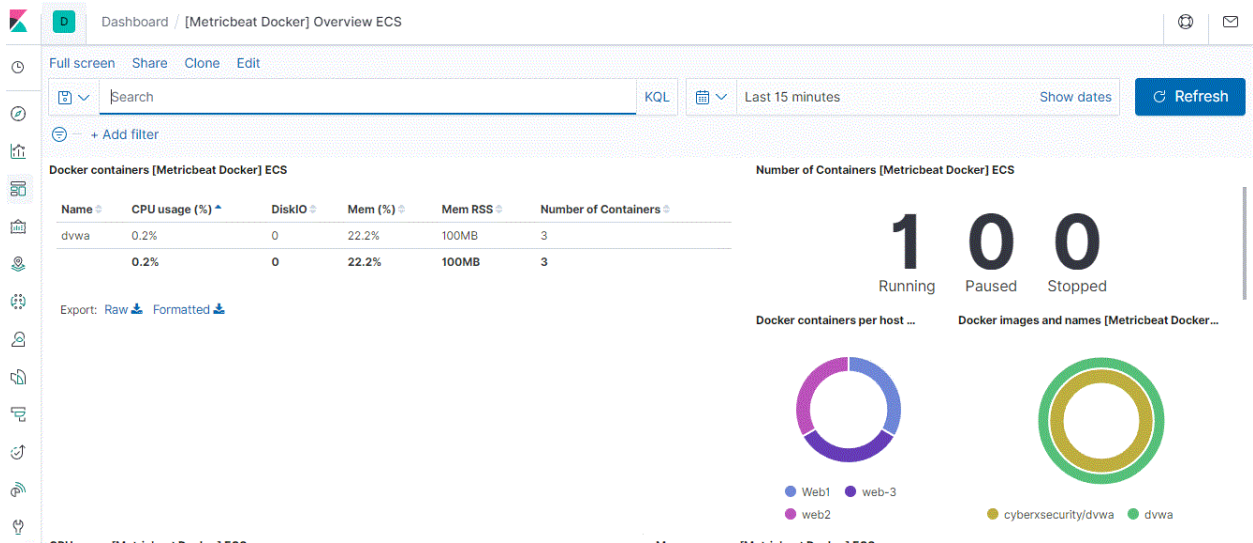 D Dashboard / [Metricbeat Docker] Overview ECS
Full screen Share Clone Edit
Search KQL Last 15 minutes Show dates Refresh
+ Add filter
Docker containers [Metricbeat Docker] ECS
Name CPU usage (%) DiskIO Mem (%) Mem RSS Number of Containers
dvwa 0.2% 0 22.2% 100MB 3
0.2% 0 22.2% 100MB 3
Export: Raw Formatted
Number of Containers [Metricbeat Docker] ECS
1 0 0
Running Paused Stopped
Docker containers per host ...
Web1 web-3
web2
Docker images and names [Metricbeat Docker...
cyberxsecurity/dvwa dvwa